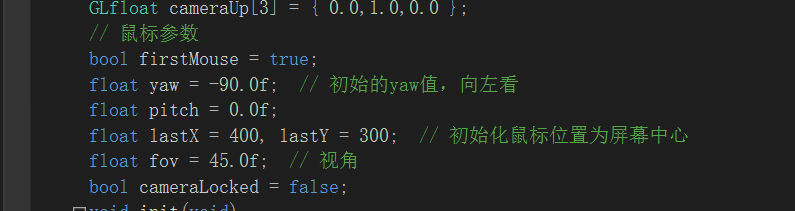 GLfloat cameraUp[3] = { 0.0,1.0,0.0 };
// 鼠标参数
bool firstMouse = true;
float yaw = -90.0f;  // 初始的yaw值，向左看
float pitch = 0.0f;
float lastX = 400, lastY = 300;  // 初始化鼠标位置为屏幕中心
float fov = 45.0f;  // 视角
bool cameraLocked = false;
void init(void)